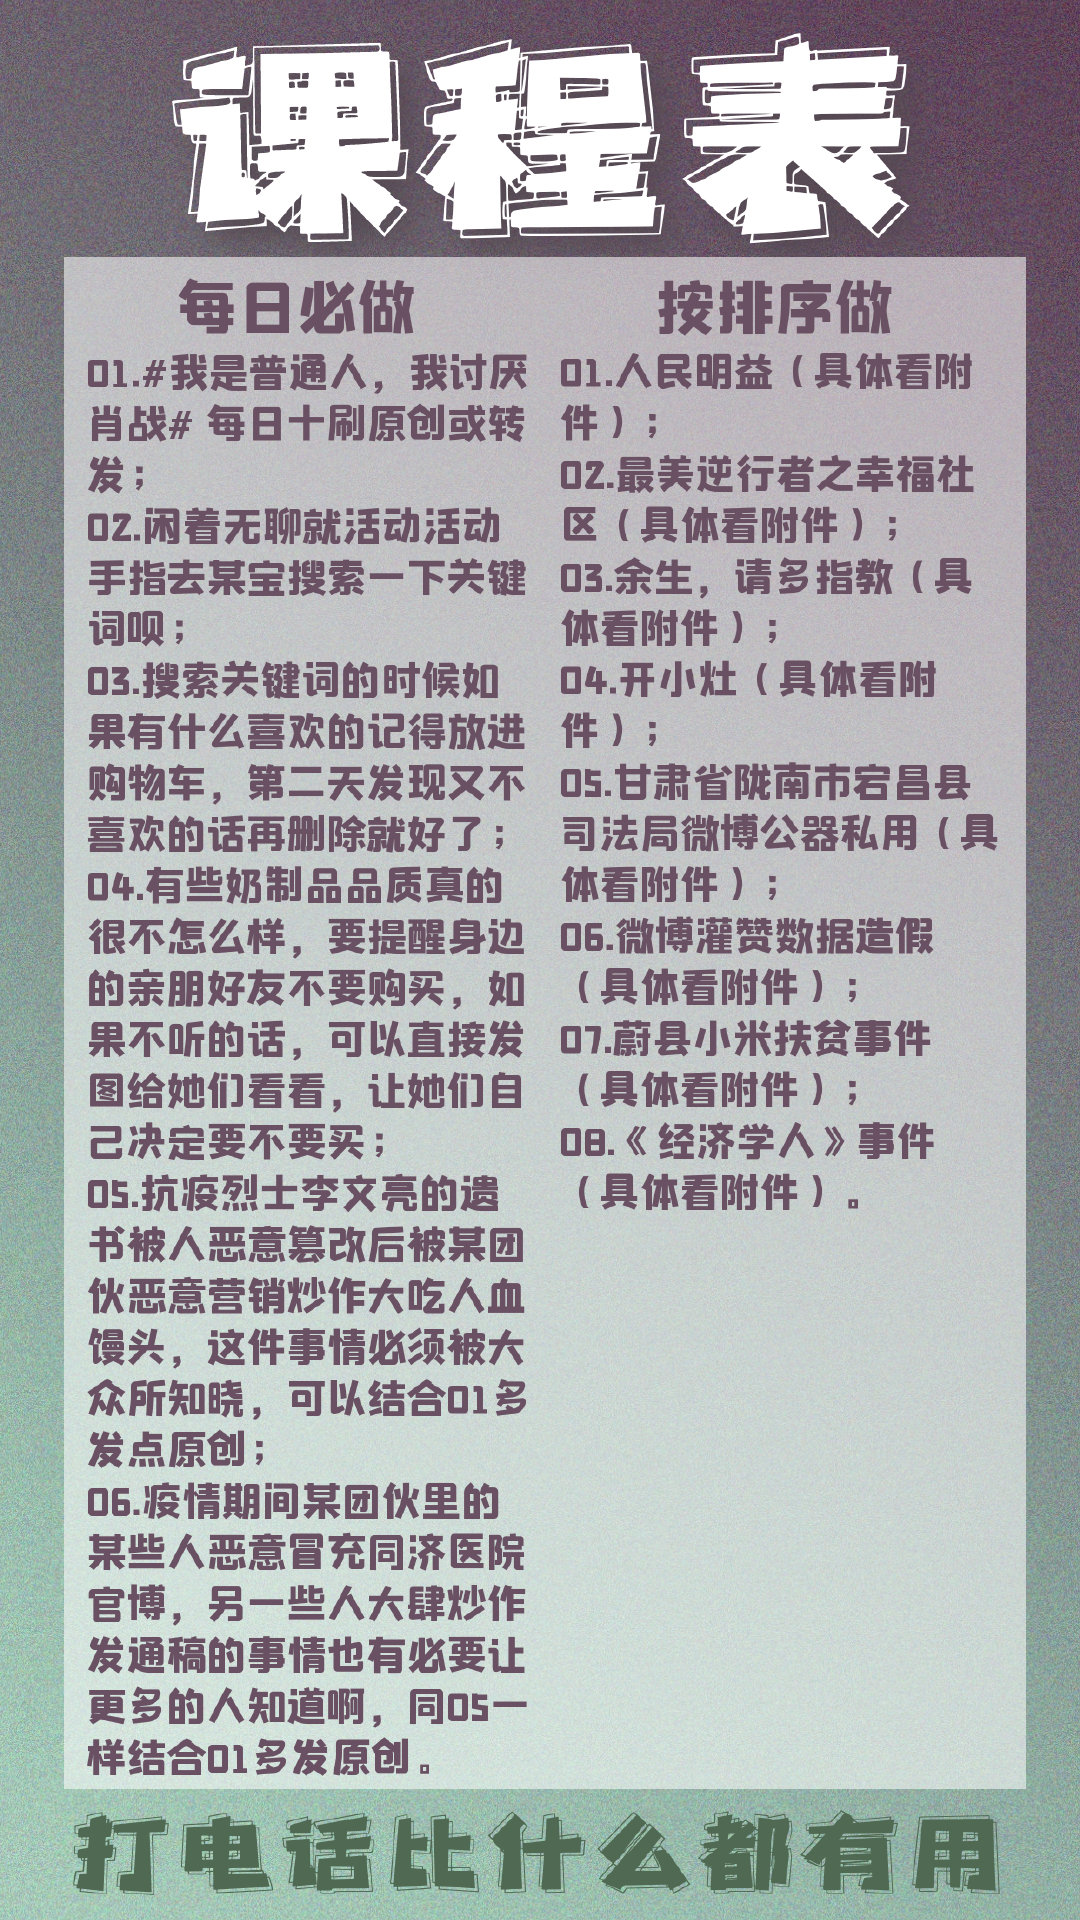 课程表
每日必做
01.#我是普通人，我讨厌
肖战# 每日十刷原创或转
发；
02.闲着无聊就活动活动
手指去某宝搜索一下关键
词呗；
03.搜索关键词的时候如
果有什么喜欢的记得放进
购物车，第二天发现又不
喜欢的话再删除就好了；
04.有些奶制品品质真的
很不怎么样，要提醒身边
的亲朋好友不要购买，如
果不听的话，可以直接发
图给她们看看，让她们自
己决定要不要买；
05.抗疫烈士李文亮的遗
书被人恶意篡改后被某团
伙恶意营销炒作大吃人血
馒头，这件事情必须被大
众所知晓，可以结合01多
发点原创；
06.疫情期间某团伙里的
某些人恶意冒充同济医院
官博，另一些人大肆炒作
发通稿的事情也有必要让
更多的人知道啊，同05一
样结合01多发原创。
按排序做
01.人民明益（具体看附
件）；
02.最美逆行者之幸福社
区（具体看附件）；
03.余生，请多指教（具
体看附件）；
04.开小灶（具体看附
件）；
05.甘肃省陇南市宕昌县
司法局微博公器私用（具
体看附件）；
06.微博灌赞数据造假
（具体看附件）；
07.蔚县小米扶贫事件
（具体看附件）；
08.《经济学人》事件
（具体看附件）。
打电话比什么都有用